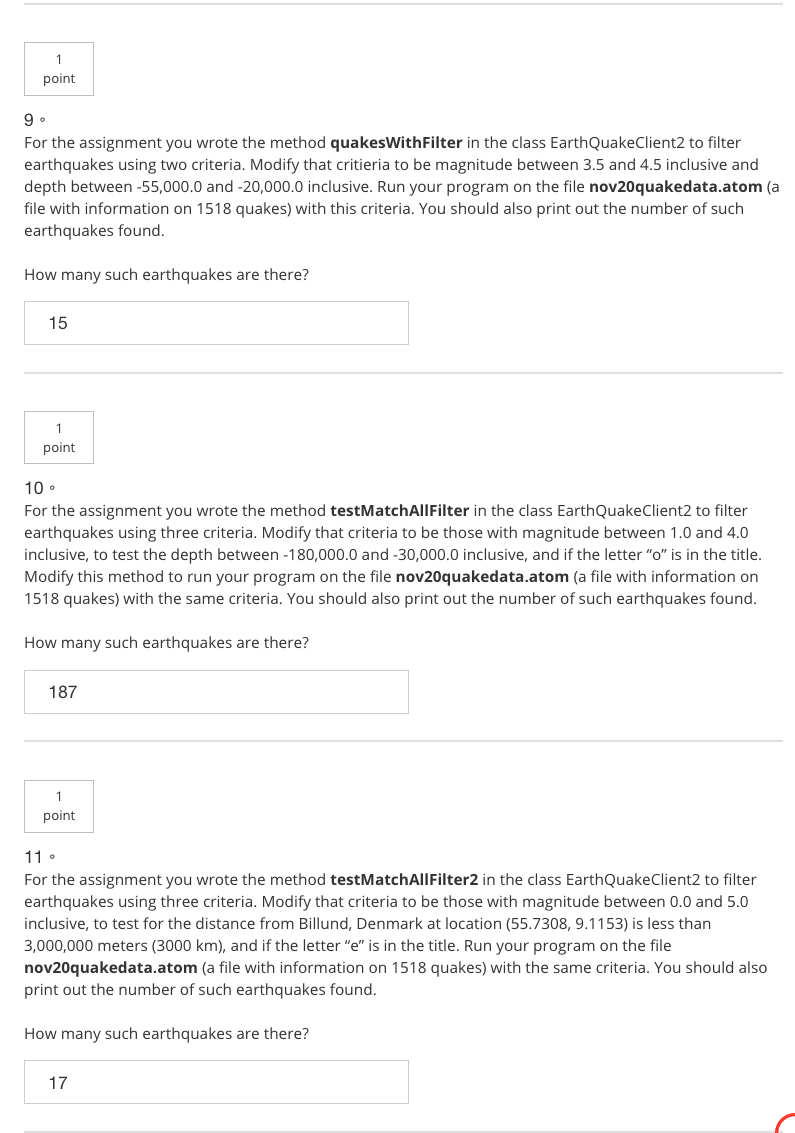 1
point
9 ∘
For the assignment you wrote the method quakesWithFilter in the class EarthQuakeClient2 to filter
earthquakes using two criteria. Modify that critieria to be magnitude between 3.5 and 4.5 inclusive and
depth between -55,000.0 and -20,000.0 inclusive. Run your program on the file nov20quakedata.atom (a
file with information on 1518 quakes) with this criteria. You should also print out the number of such
earthquakes found.
How many such earthquakes are there?
15
1
point
10 ∘
For the assignment you wrote the method testMatchAllFilter in the class EarthQuakeClient2 to filter
earthquakes using three criteria. Modify that criteria to be those with magnitude between 1.0 and 4.0
inclusive, to test the depth between -180,000.0 and -30,000.0 inclusive, and if the letter “o” is in the title.
Modify this method to run your program on the file nov20quakedata.atom (a file with information on
1518 quakes) with the same criteria. You should also print out the number of such earthquakes found.
How many such earthquakes are there?
187
1
point
11 ∘
For the assignment you wrote the method testMatchAllFilter2 in the class EarthQuakeClient2 to filter
earthquakes using three criteria. Modify that criteria to be those with magnitude between 0.0 and 5.0
inclusive, to test for the distance from Billund, Denmark at location (55.7308, 9.1153) is less than
3,000,000 meters (3000 km), and if the letter “e” is in the title. Run your program on the file
nov20quakedata.atom (a file with information on 1518 quakes) with the same criteria. You should also
print out the number of such earthquakes found.
How many such earthquakes are there?
17